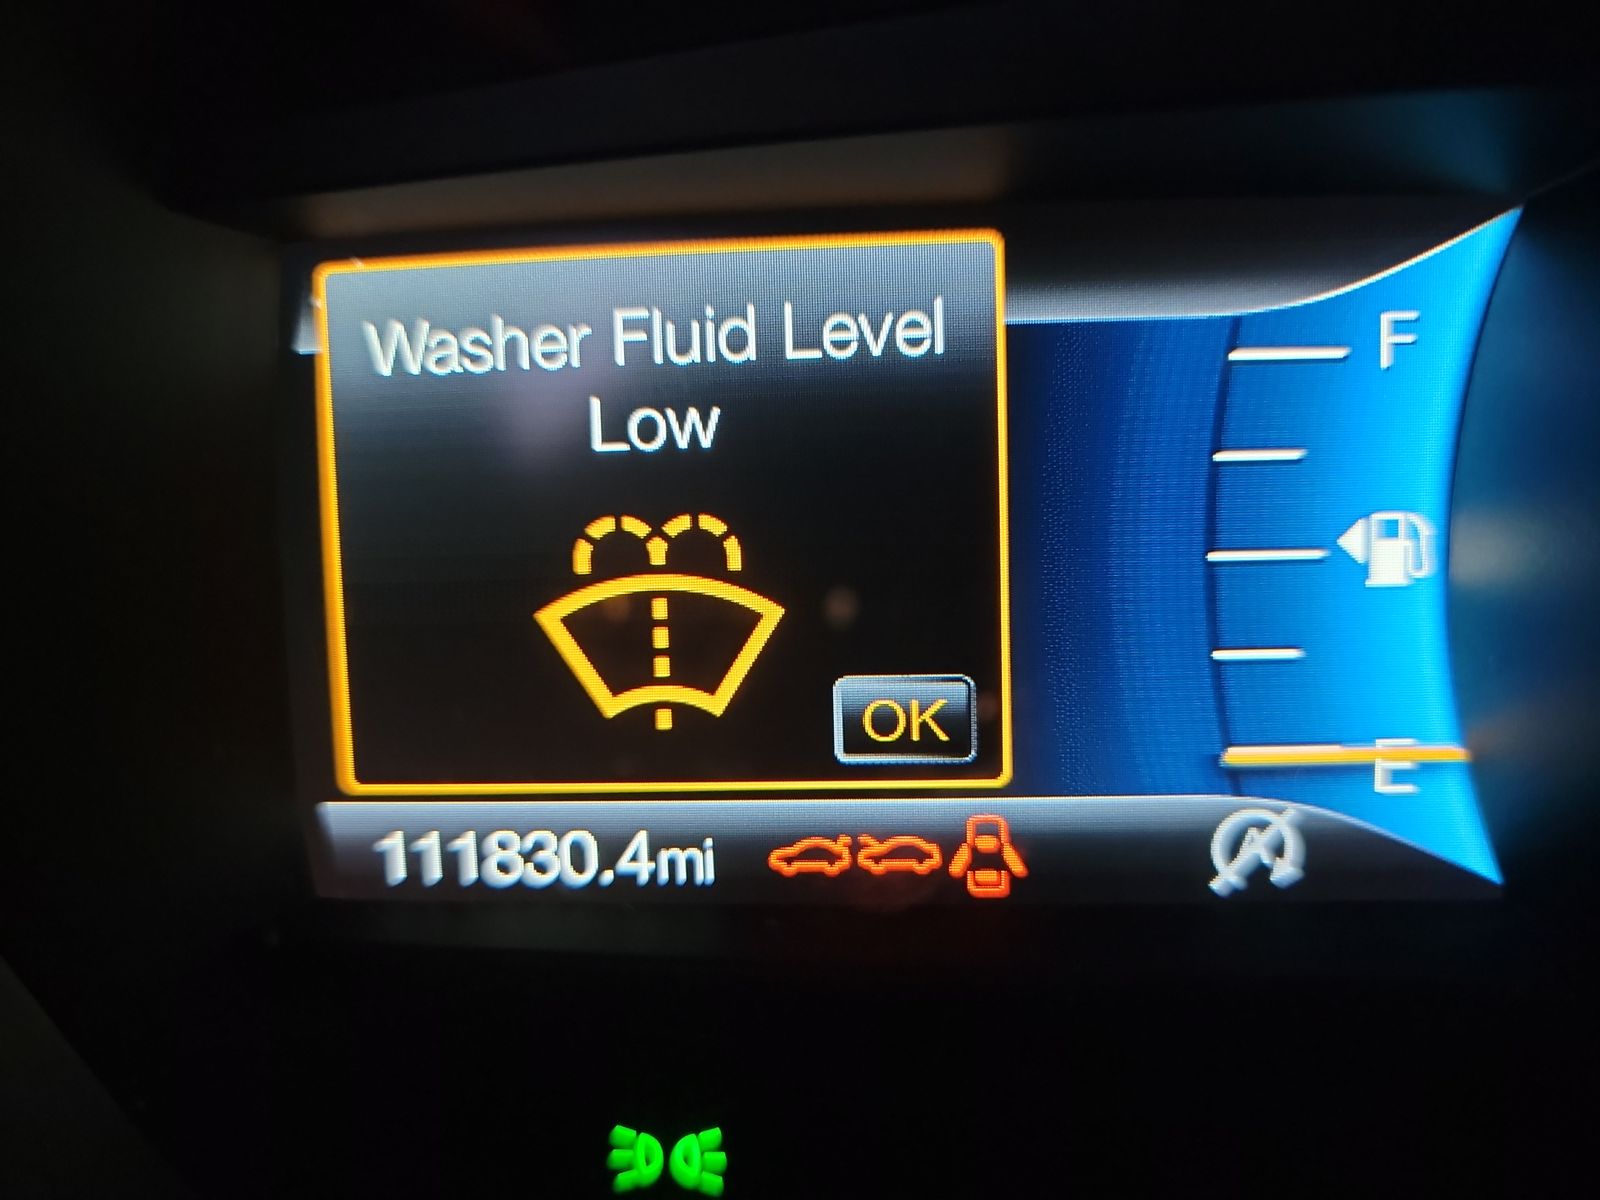 Washer Fluid Level
Low
OK
F
E
111830.4mi
A